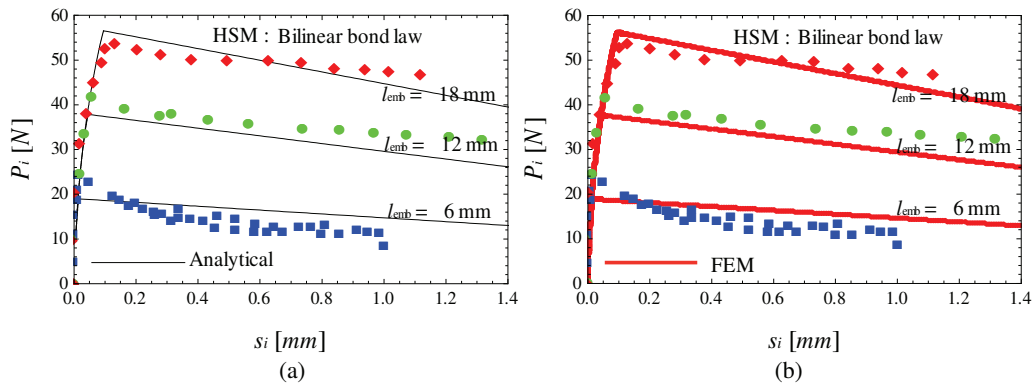 60
50
40
30
20
10
0
P_i [N]
HSM : Bilinear bond law
l_emb = 18 mm
l_emb = 12 mm
l_emb = 6 mm
Analytical
0.0 0.2 0.4 0.6 0.8 1.0 1.2 1.4
s_i [mm]
(a)
60
50
40
30
20
10
0
P_i [N]
HSM : Bilinear bond law
l_emb = 18 mm
l_emb = 12 mm
l_emb = 6 mm
FEM
0.0 0.2 0.4 0.6 0.8 1.0 1.2 1.4
s_i [mm]
(b)